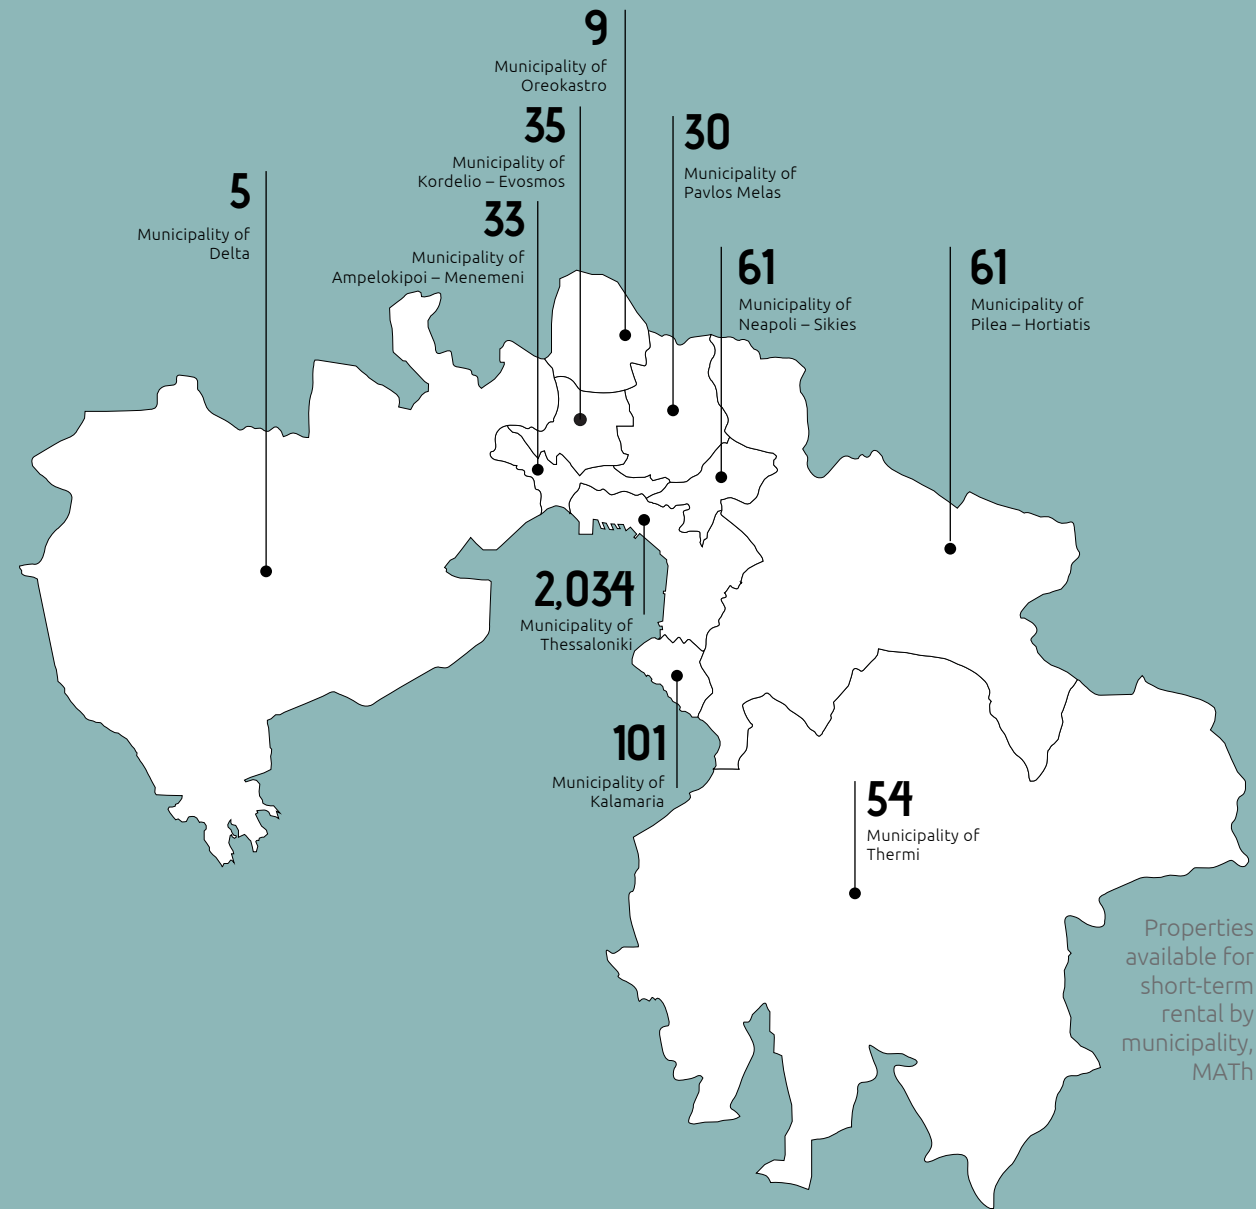 9
Municipality of
Oreokastro
35
Municipality of
Kordelio – Evosmos
30
Municipality of
Pavlos Melas
5
Municipality of
Delta
33
Municipality of
Ampelokipoi – Menemeni
61
Municipality of
Neapoli – Sikies
61
Municipality of
Pilea – Hortiatis
2,034
Municipality of
Thessaloniki
101
Municipality of
Kalamaria
54
Municipality of
Thermi
Properties
available for
short-term
rental by
municipality,
MATh